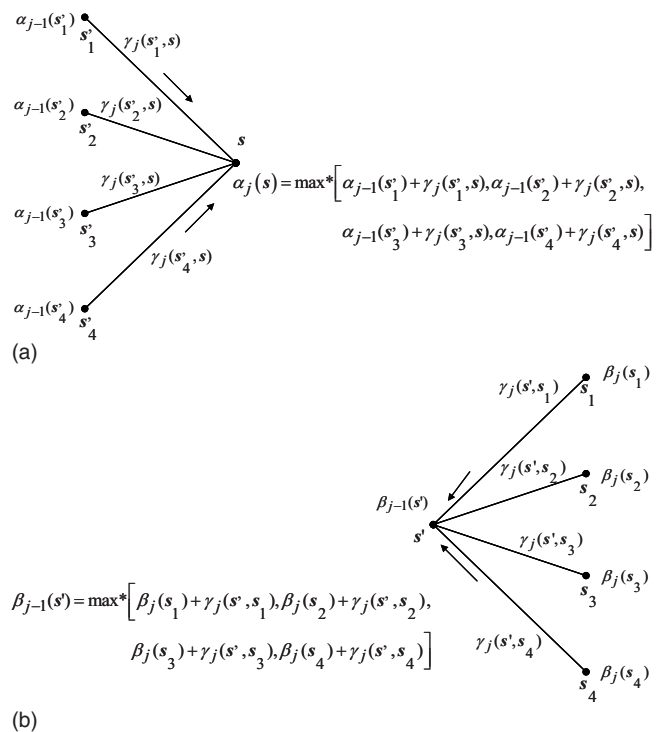 α_{j−1}(s'_1)
s'_1
γ_j(s'_1,s)
α_{j−1}(s'_2)
s'_2
γ_j(s'_2,s)
s
α_j(s) = max*[α_{j−1}(s'_1)+γ_j(s'_1,s),α_{j−1}(s'_2)+γ_j(s'_2,s),
α_{j−1}(s'_3)+γ_j(s'_3,s),α_{j−1}(s'_4)+γ_j(s'_4,s)]
γ_j(s'_3,s)
α_{j−1}(s'_3)
s'_3
γ_j(s'_4,s)
α_{j−1}(s'_4)
s'_4
(a)
γ_j(s',s_1)
s_1
β_j(s_1)
γ_j(s',s_2)
s_2
β_j(s_2)
β_{j−1}(s')
s'
γ_j(s',s_3)
s_3
β_j(s_3)
β_{j−1}(s') = max*[β_j(s_1)+γ_j(s',s_1),β_j(s_2)+γ_j(s',s_2),
β_j(s_3)+γ_j(s',s_3),β_j(s_4)+γ_j(s',s_4)]
γ_j(s',s_4)
s_4
β_j(s_4)
(b)